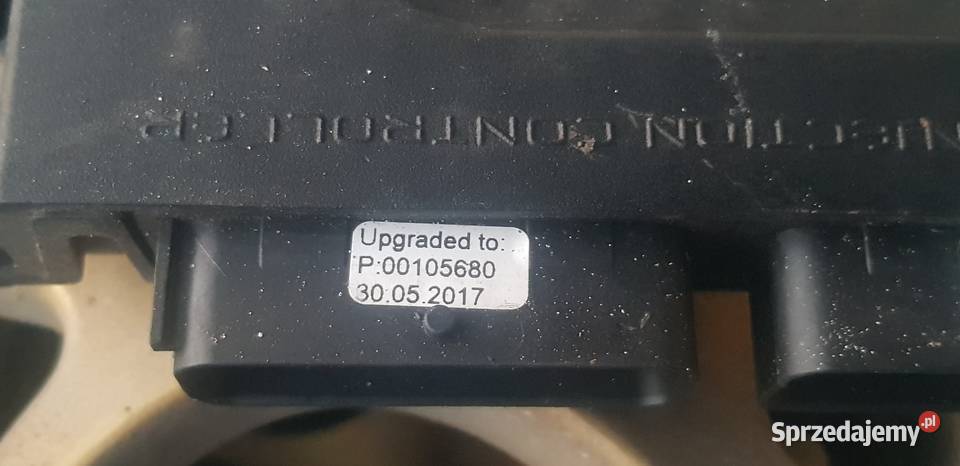 INJECTION CONTROLLER
Upgraded to:
P:00105680
30.05.2017
Sprzedajemy.pl